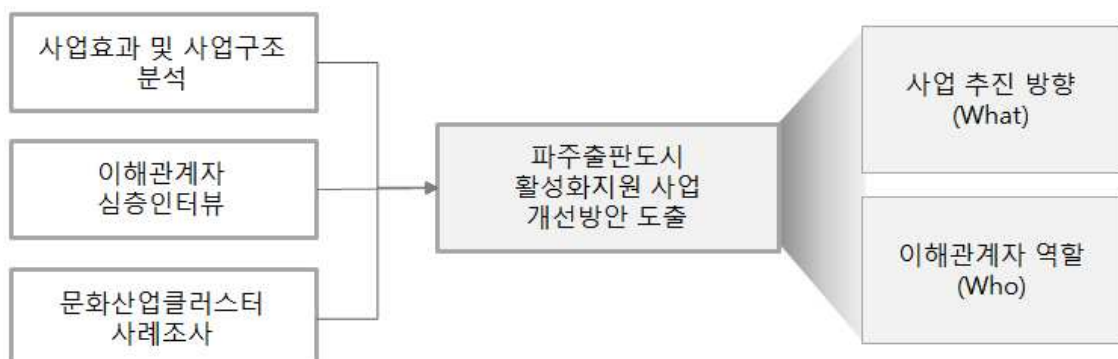 사업효과 및 사업구조
분석
이해관계자
심층인터뷰
문화산업클러스터
사례조사
파주출판도시
활성화지원 사업
개선방안 도출
사업 추진 방향
(What)
이해관계자 역할
(Who)